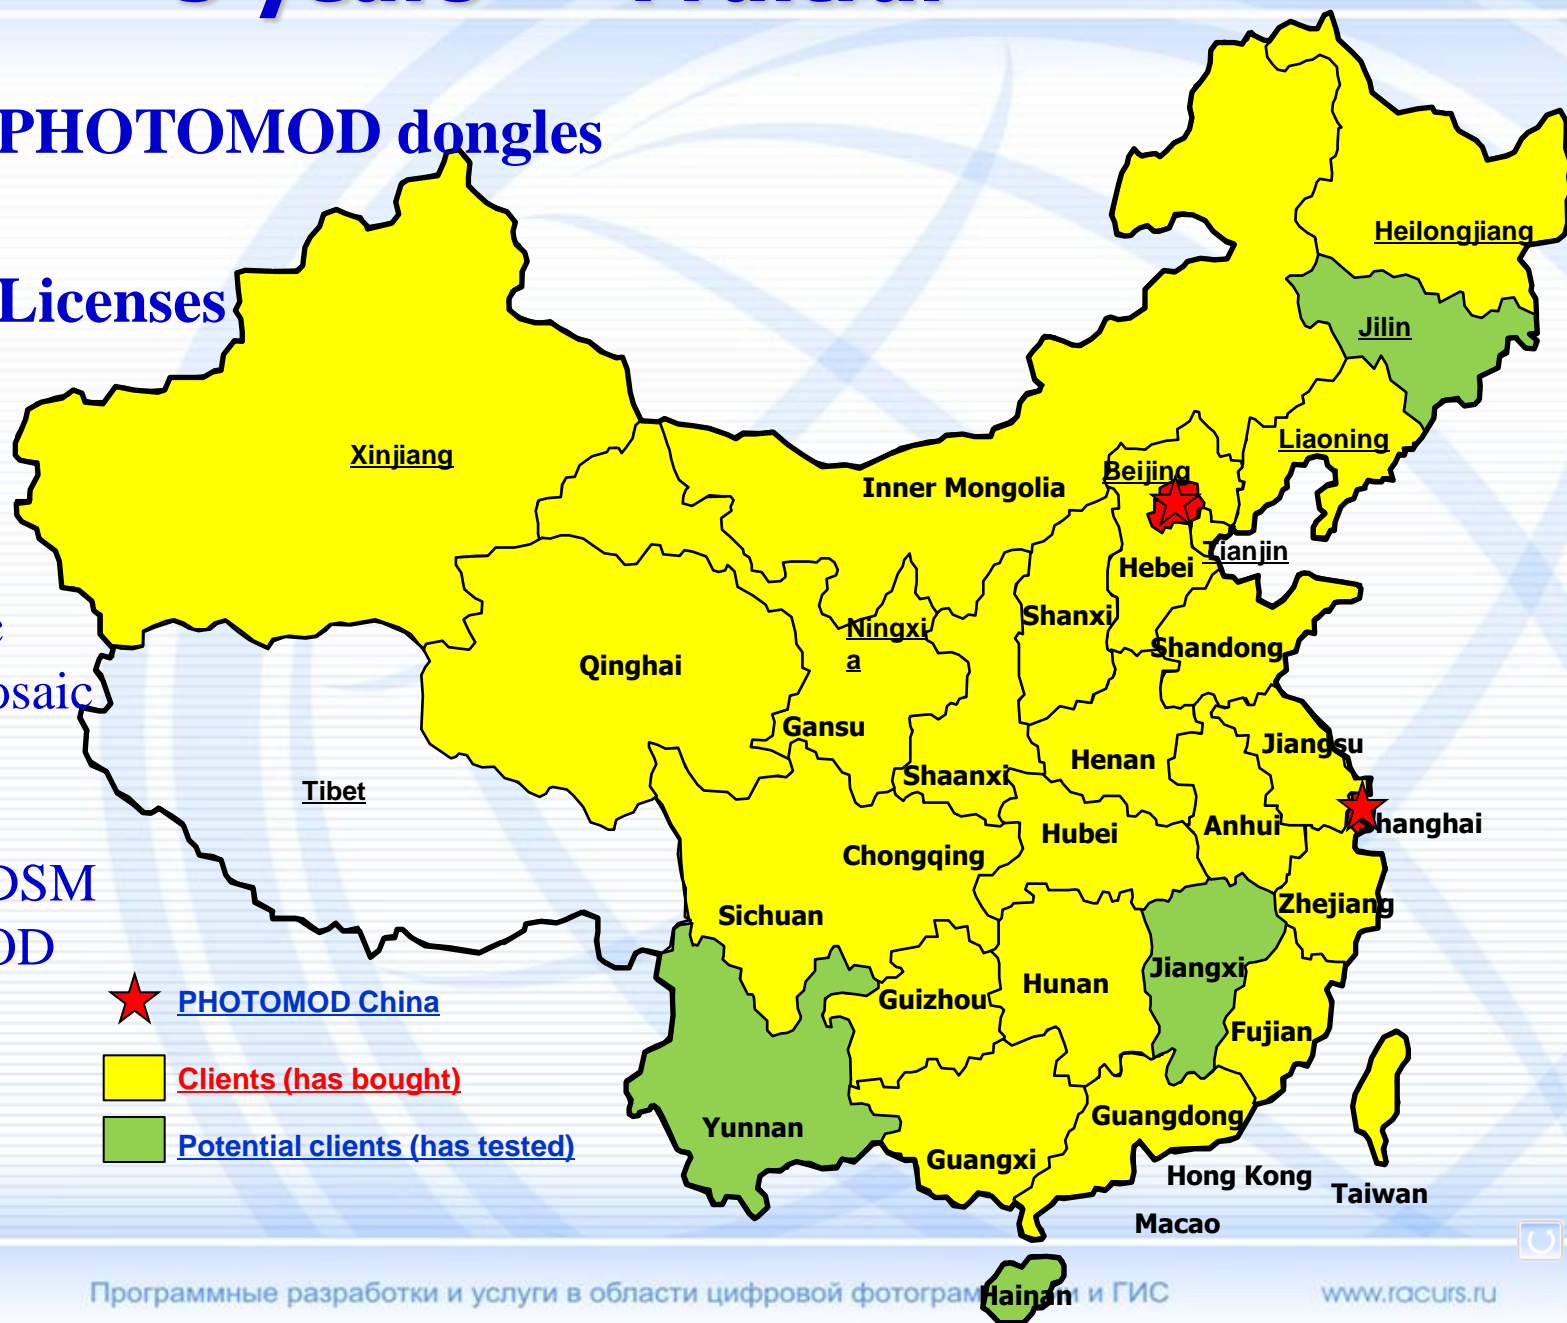 PHOTOMOD dongles
Licenses
osaic
DSM
OD
Heilongjiang
Jilin
Liaoning
Xinjiang
Beijing
Inner Mongolia
Tianjin
Hebei
Shanxi
Ningxi
a
Shandong
Qinghai
Gansu
Jiangsu
Henan
Shaanxi
Tibet
Shanghai
Anhui
Hubei
Chongqing
Zhejiang
Sichuan
Jiangxi
Hunan
Guizhou
Fujian
PHOTOMOD China
Clients (has bought)
Potential clients (has tested)
Yunnan
Guangdong
Guangxi
Hong Kong
Taiwan
Macao
Hainan
Программные разработки и услуги в области цифровой и ГИС
www.racurs.ru